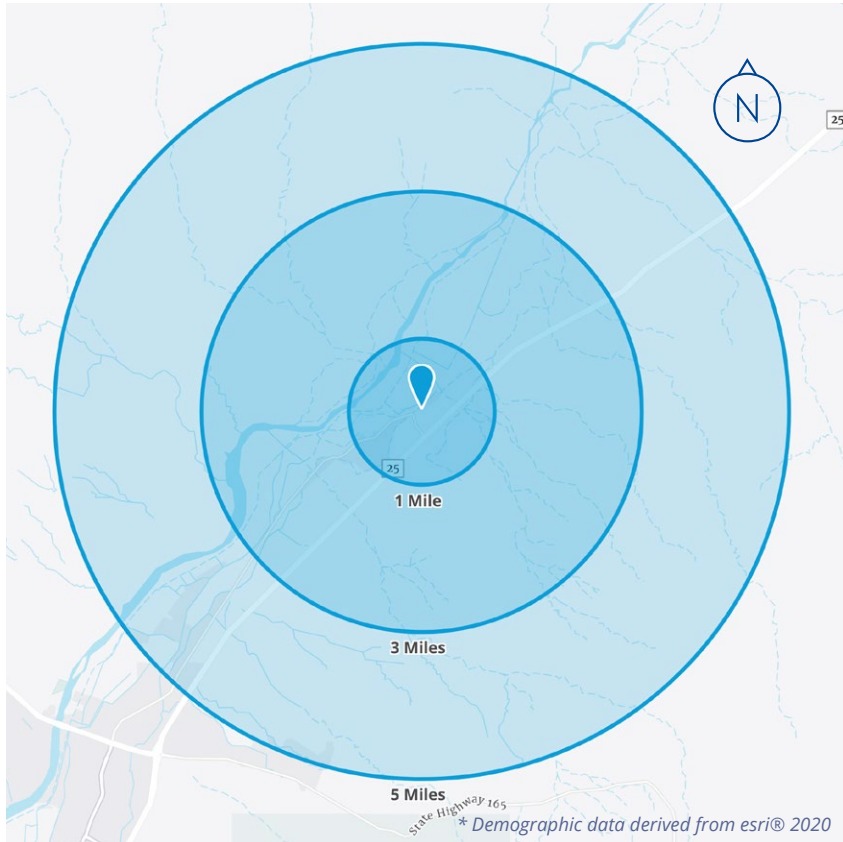 N
25
25
1 Mile
3 Miles
5 Miles
State Highway 165
* Demographic data derived from esri® 2020